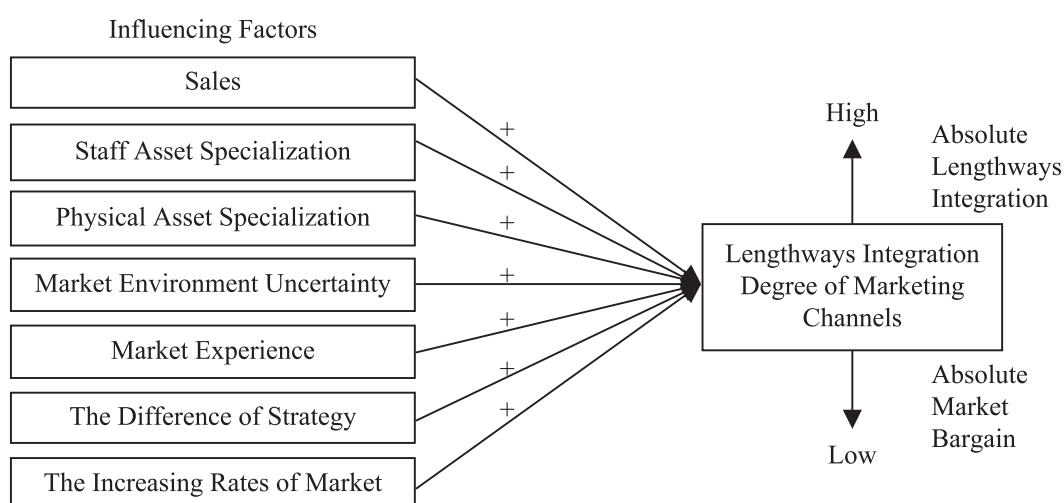 Influencing Factors
Sales
Staff Asset Specialization
Physical Asset Specialization
Market Environment Uncertainty
Market Experience
The Difference of Strategy
The Increasing Rates of Market
+
+
+
+
+
+
+
High
Absolute
Lengthways
Integration
Lengthways Integration
Degree of Marketing
Channels
Absolute
Market
Bargain
Low